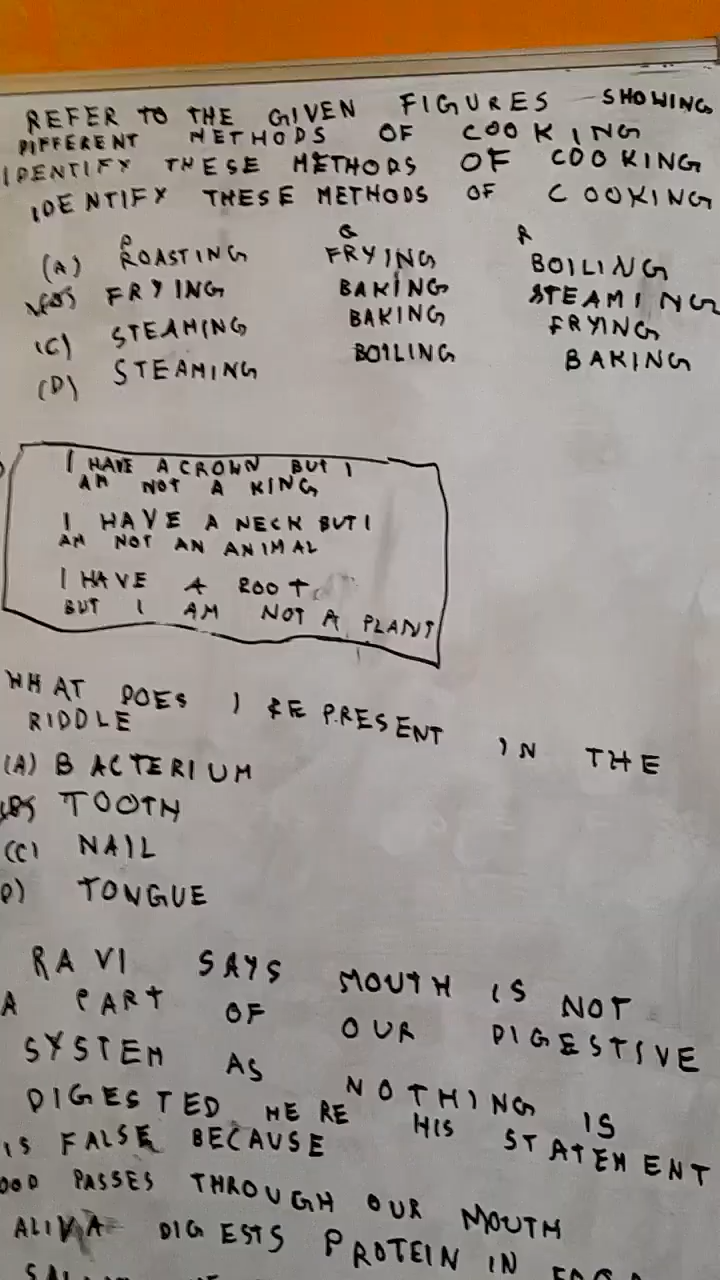 REFER TO THE GIVEN FIGURES SHOWING
DIFFERENT METHODS OF COOKING
IDENTIFY THESE METHODS OF COOKING
IDENTIFY THESE METHODS OF COOKING
P G R
(A) ROASTING FRYING BOILING
FRYING BAKING STEAMING
(C) STEAMING BAKING FRYING
(D) STEAMING BOILING BAKING
I HAVE A CROWN BUT I
AM NOT A KING
I HAVE A NECK BUT I
AM NOT AN ANIMAL
I HAVE A ROOT
BUT I AM NOT A PLANT
WHAT DOES I REPRESENT IN THE
RIDDLE
(A) BACTERIUM
TOOTH
(C) NAIL
D) TONGUE
RAVI SAYS MOUTH IS NOT
A PART OF OUR DIGESTIVE
SYSTEM AS NOTHING IS
DIGESTED HERE HIS STATEMENT
IS FALSE BECAUSE
OOD PASSES THROUGH OUR MOUTH
ALIVA DIGESTS PROTEIN IN